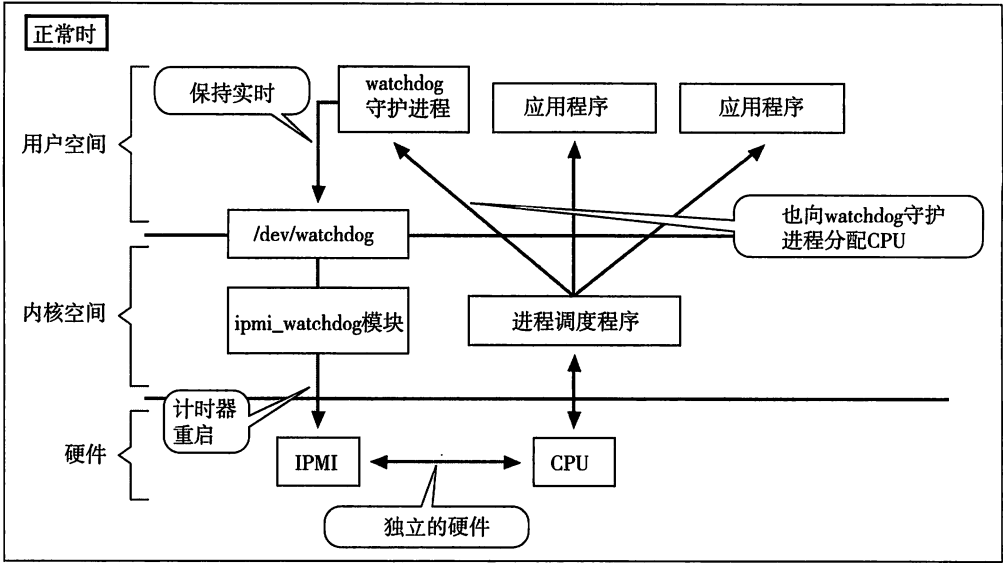 正常时
保持实时
watchdog
守护进程
应用程序
应用程序
用户空间
/dev/watchdog
也向watchdog守护
进程分配CPU
内核空间
ipmi_watchdog模块
进程调度程序
计时器
重启
硬件
IPMI
CPU
独立的硬件